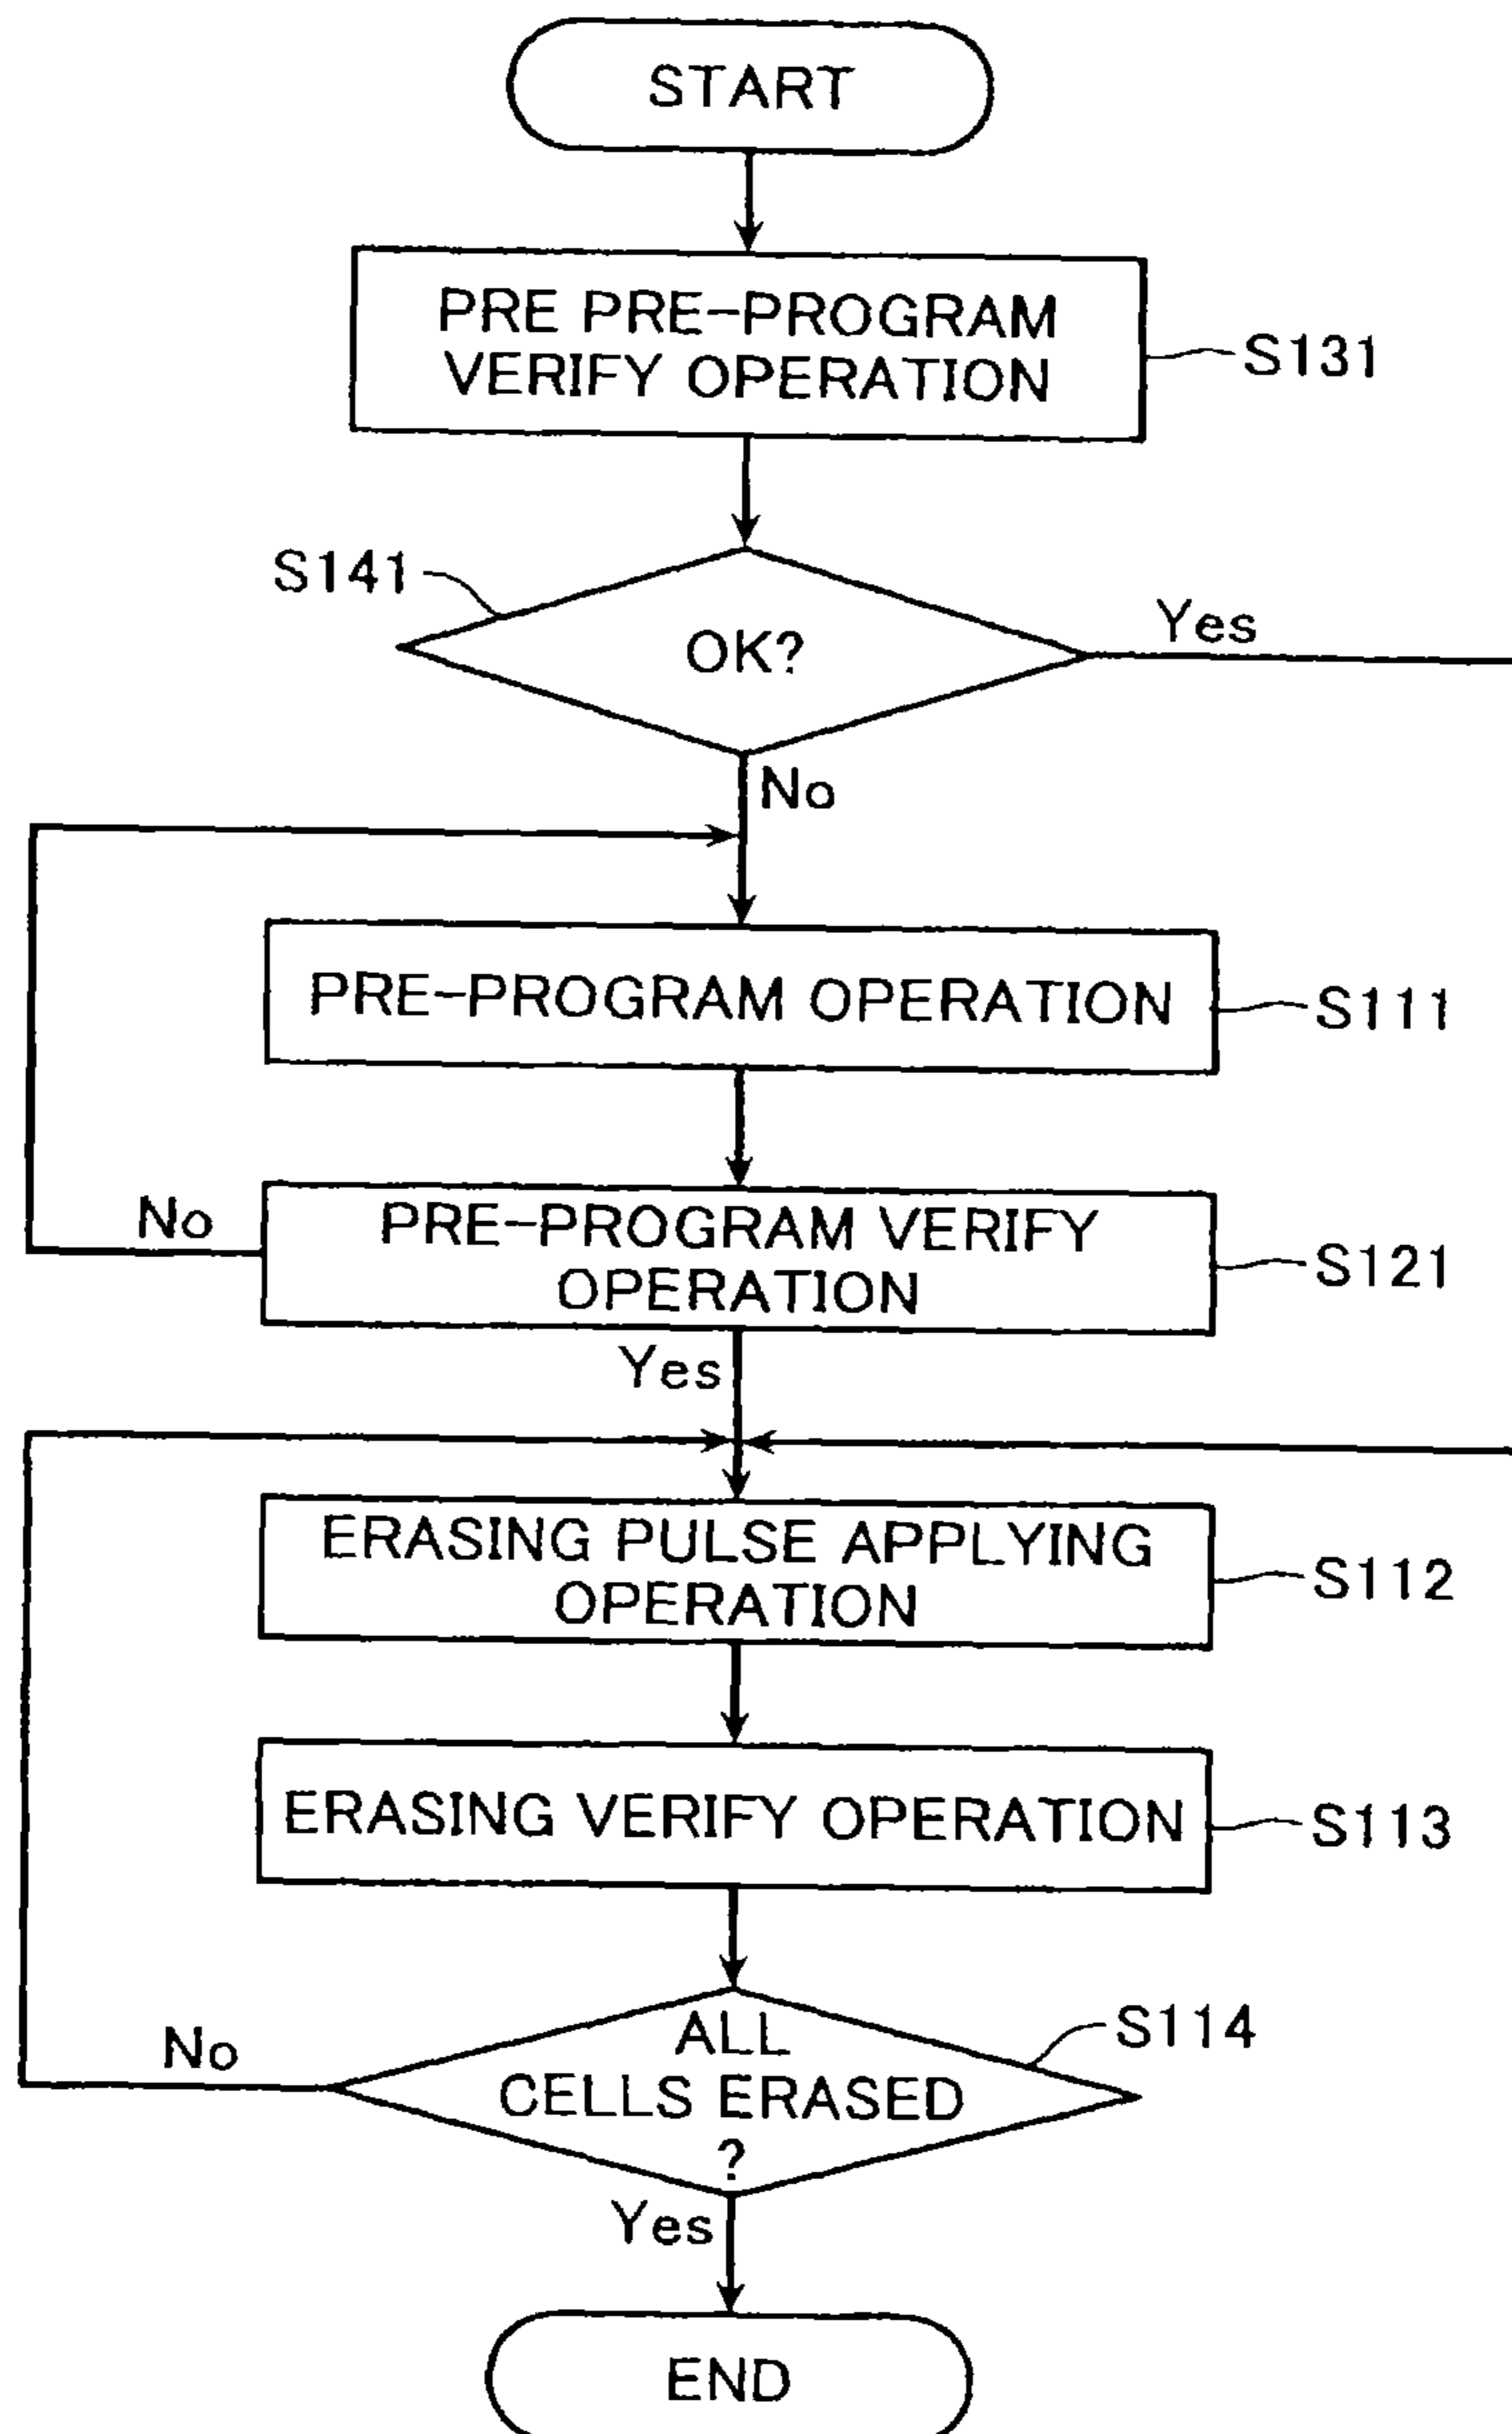 START
PRE PRE-PROGRAM
VERIFY OPERATION
S131
S141
OK?
Yes
No
PRE-PROGRAM OPERATION
S111
No
PRE-PROGRAM VERIFY
OPERATION
S121
Yes
ERASING PULSE APPLYING
OPERATION
S112
ERASING VERIFY OPERATION
S113
ALL
CELLS ERASED
?
S114
No
Yes
END